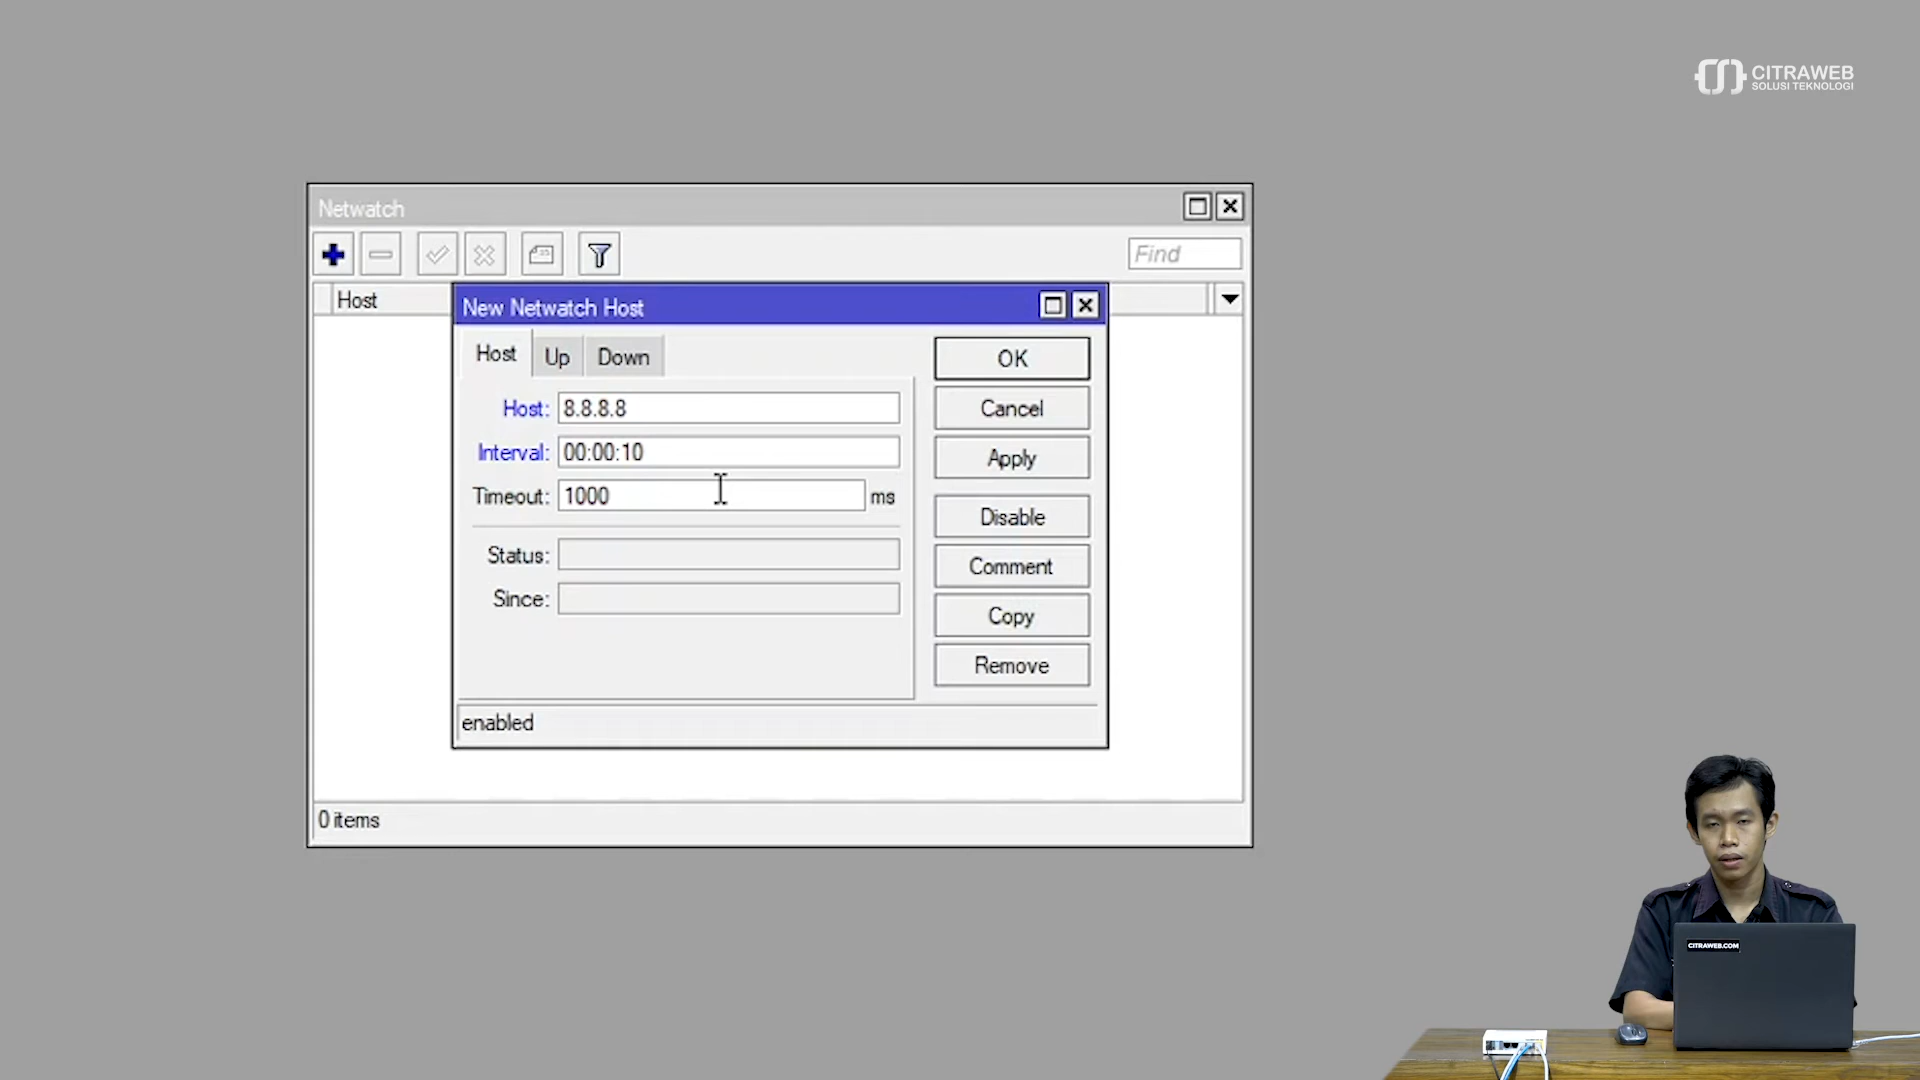 CITRAWEB
SOLUSI TEKNOLOGI
Netwatch
Find
Host
New Netwatch Host
Host Up Down
OK
Host: 8.8.8.8
Cancel
Interval: 00:00:10
Apply
Timeout: 1000 ms
Disable
Status:
Comment
Since:
Copy
Remove
enabled
0 items
CITRAWEB.COM